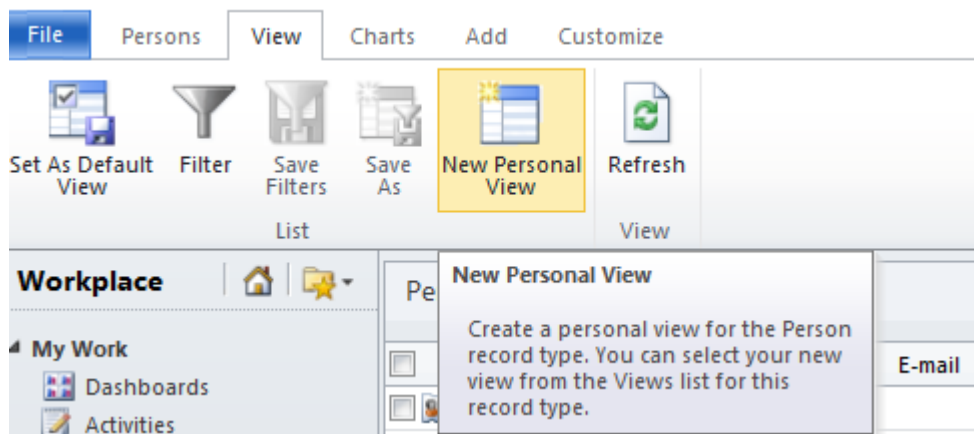 File Persons View Charts Add Customize
Set As Default View
Filter
Save Filters
Save As
New Personal View
Refresh
List
View
Workplace
Pe
New Personal View
Create a personal view for the Person
record type. You can select your new
view from the Views list for this
record type.
My Work
E-mail
Dashboards
Activities